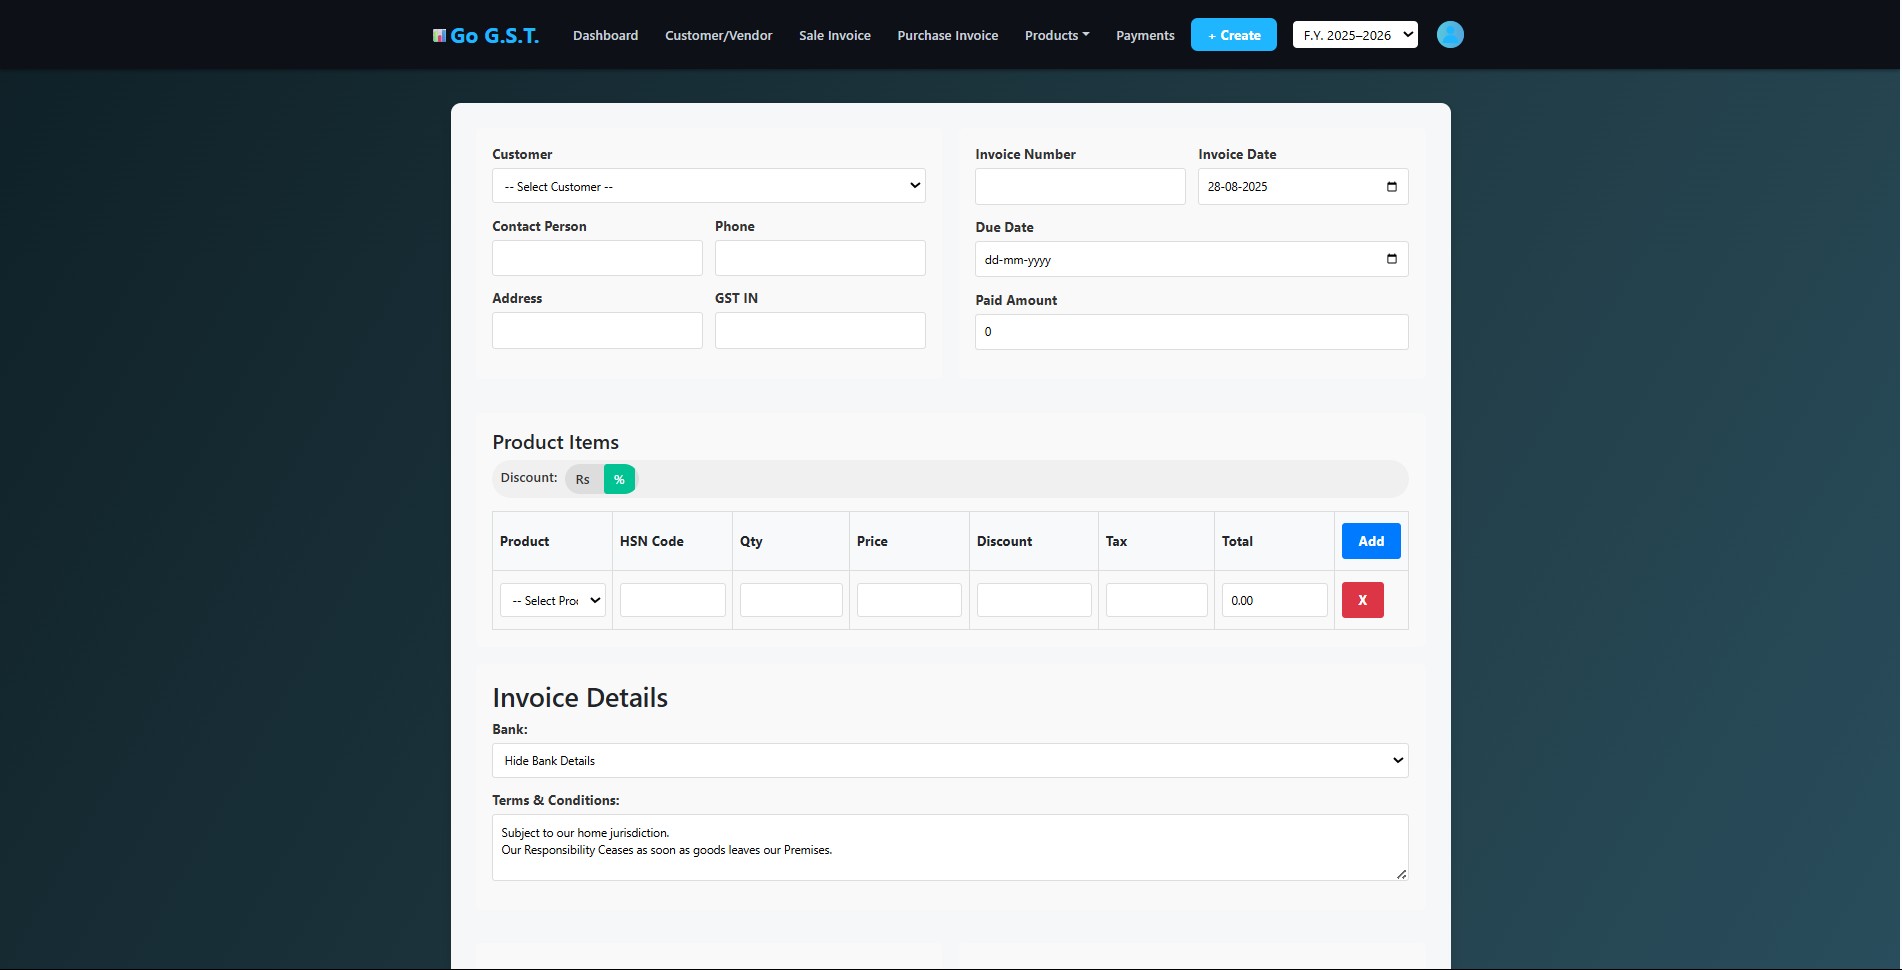 Go G.S.T.
Dashboard
Customer/Vendor
Sale Invoice
Purchase Invoice
Products
Payments
+ Create
F.Y. 2025–2026
Customer
-- Select Customer --
Contact Person
Phone
Address
GST IN
Invoice Number
Invoice Date
28-08-2025
Due Date
dd-mm-yyyy
Paid Amount
0
Product Items
Discount: Rs %
Product HSN Code Qty Price Discount Tax Total Add
-- Select Proc 0.00 X
Invoice Details
Bank:
Hide Bank Details
Terms & Conditions:
Subject to our home jurisdiction.
Our Responsibility Ceases as soon as goods leaves our Premises.